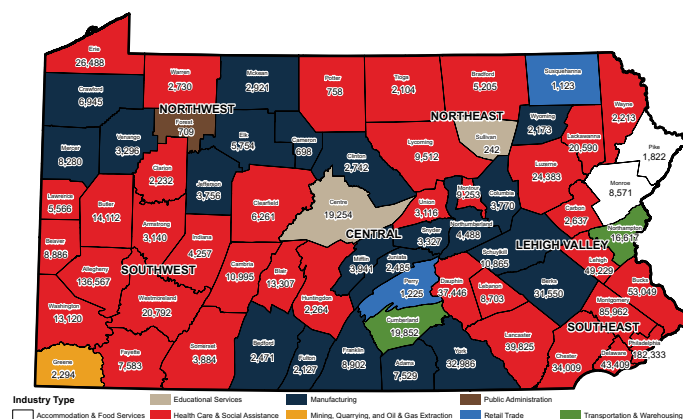 Erie
26,488
Warren
2,730
Mckean
2,921
Potter
758
Tioga
2,104
Bradford
5,205
Susquehanna
1,123
Wayne
2,213
Crawford
6,945
NORTHWEST
Forest
709
NORTHEAST
Sullivan
242
Wyoming
2,173
Lackawanna
20,590
Pike
1,822
Mercer
8,280
Venango
3,296
Elk
5,754
Cameron
698
Clinton
2,742
Lycoming
9,512
Luzerne
24,383
Monroe
8,571
Clarion
2,232
Jefferson
3,756
Clearfield
6,261
Centre
19,254
Union
3,116
Montour
9,253
Columbia
3,770
Carbon
2,637
Northampton
16,617
Lawrence
5,566
Butler
14,112
Armstrong
3,140
Indiana
4,257
CENTRAL
Snyder
3,327
Northumberland
4,488
LEHIGH VALLEY
Lehigh
49,229
Beaver
8,886
Allegheny
136,567
SOUTHWEST
Cambria
10,995
Blair
13,207
Mifflin
3,941
Juniata
2,485
Schuylkill
10,865
Berks
31,550
Bucks
53,049
Washington
13,120
Westmoreland
20,792
Huntingdon
2,264
Perry
1,225
Dauphin
37,446
Lebanon
8,703
Montgomery
85,962
Greene
2,294
Fayette
7,583
Somerset
3,884
Bedford
2,471
Fulton
2,127
Franklin
8,902
Cumberland
19,852
Adams
7,529
York
32,886
Lancaster
39,825
SOUTHEAST
Chester
34,009
Delaware
43,409
Philadelphia
182,333
Industry Type
Educational Services
Manufacturing
Public Administration
Accommodation & Food Services
Health Care & Social Assistance
Mining, Quarrying, and Oil & Gas Extraction
Retail Trade
Transportation & Warehousing